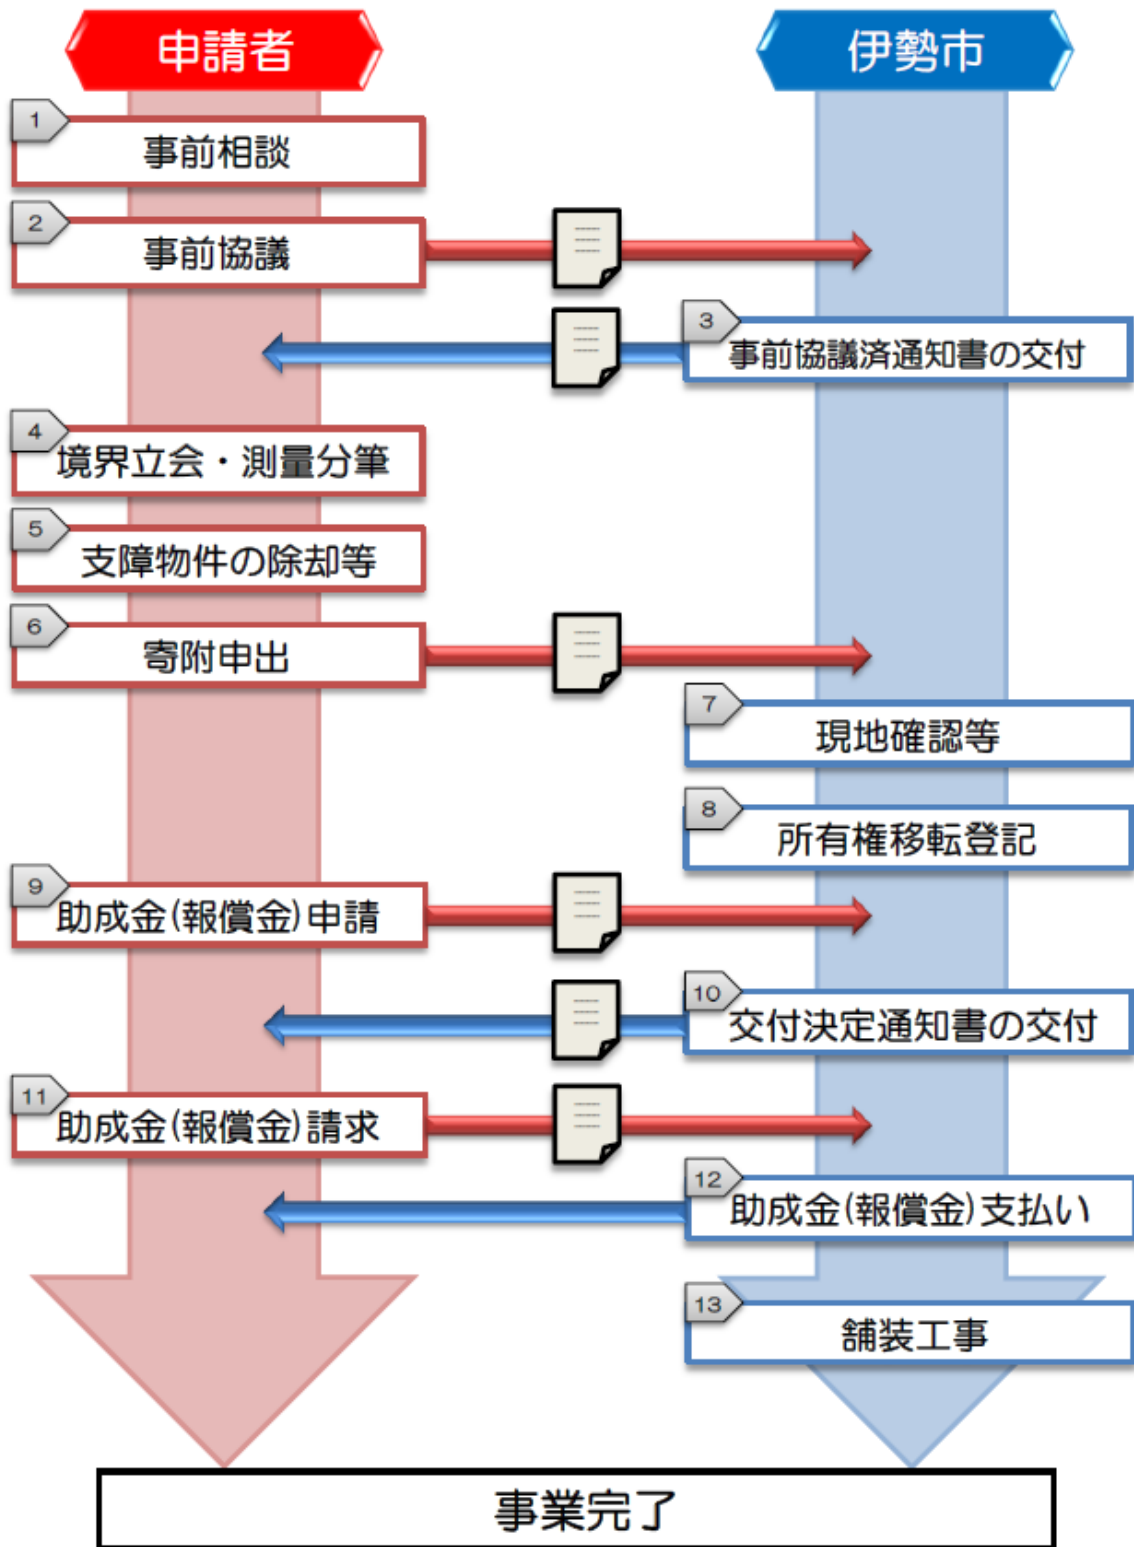 申請者
伊勢市
1
事前相談
2
事前協議
3
事前協議済通知書の交付
4
境界立会・測量分筆
5
支障物件の除却等
6
寄附申出
7
現地確認等
8
所有権移転登記
9
助成金(報償金)申請
10
交付決定通知書の交付
11
助成金(報償金)請求
12
助成金(報償金)支払い
13
舗装工事
事業完了